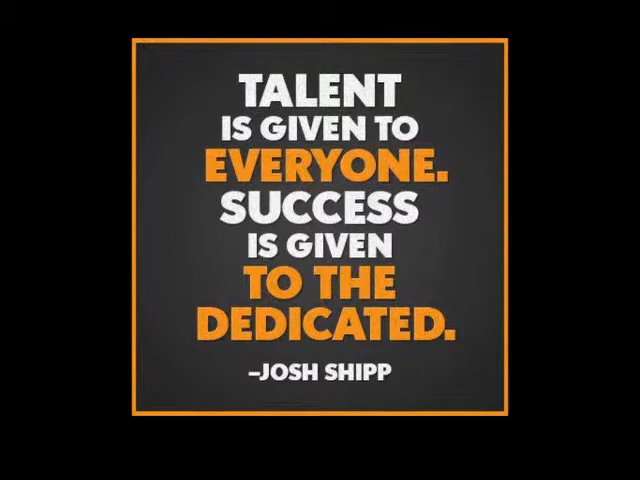 TALENT
IS GIVEN TO
EVERYONE.
SUCCESS
IS GIVEN
TO THE
DEDICATED.
–JOSH SHIPP